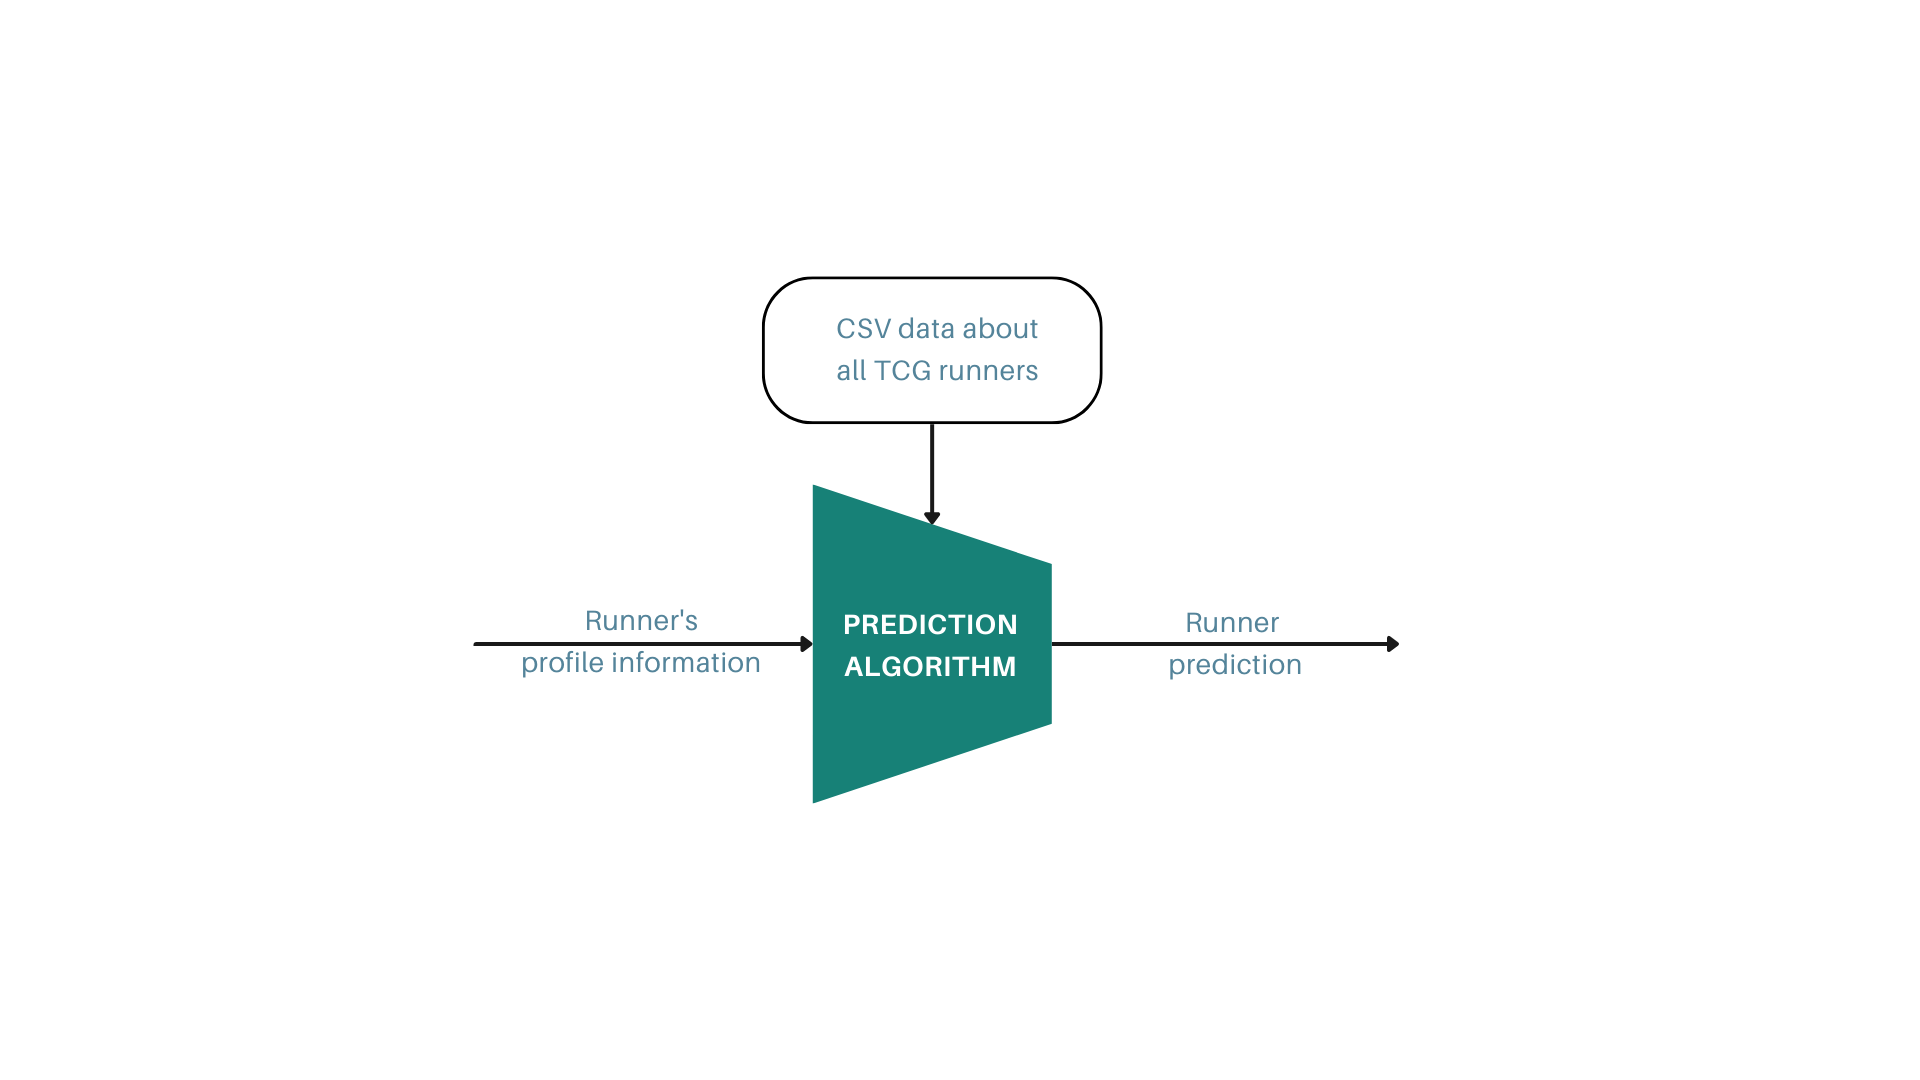 CSV data about
all TCG runners
Runner's
profile information
PREDICTION
ALGORITHM
Runner
prediction